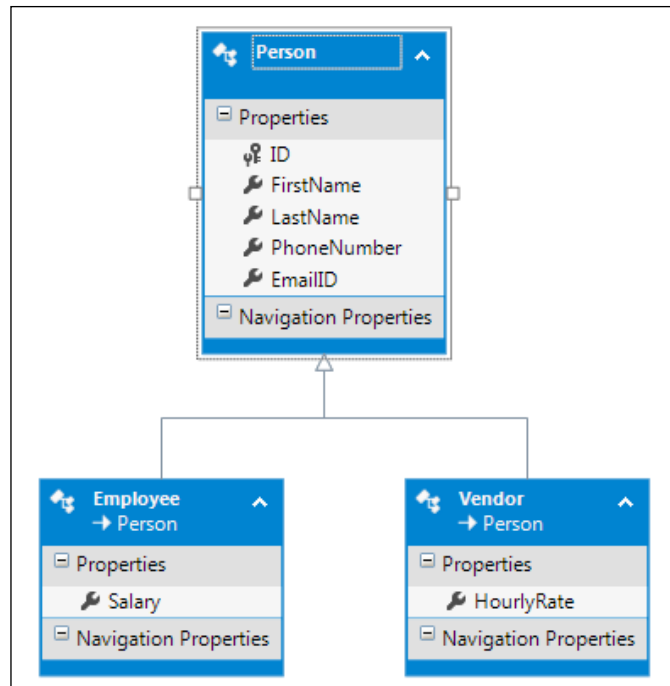 Person
Properties
ID
FirstName
LastName
PhoneNumber
EmailID
Navigation Properties
Employee
Person
Properties
Salary
Navigation Properties
Vendor
Person
Properties
HourlyRate
Navigation Properties